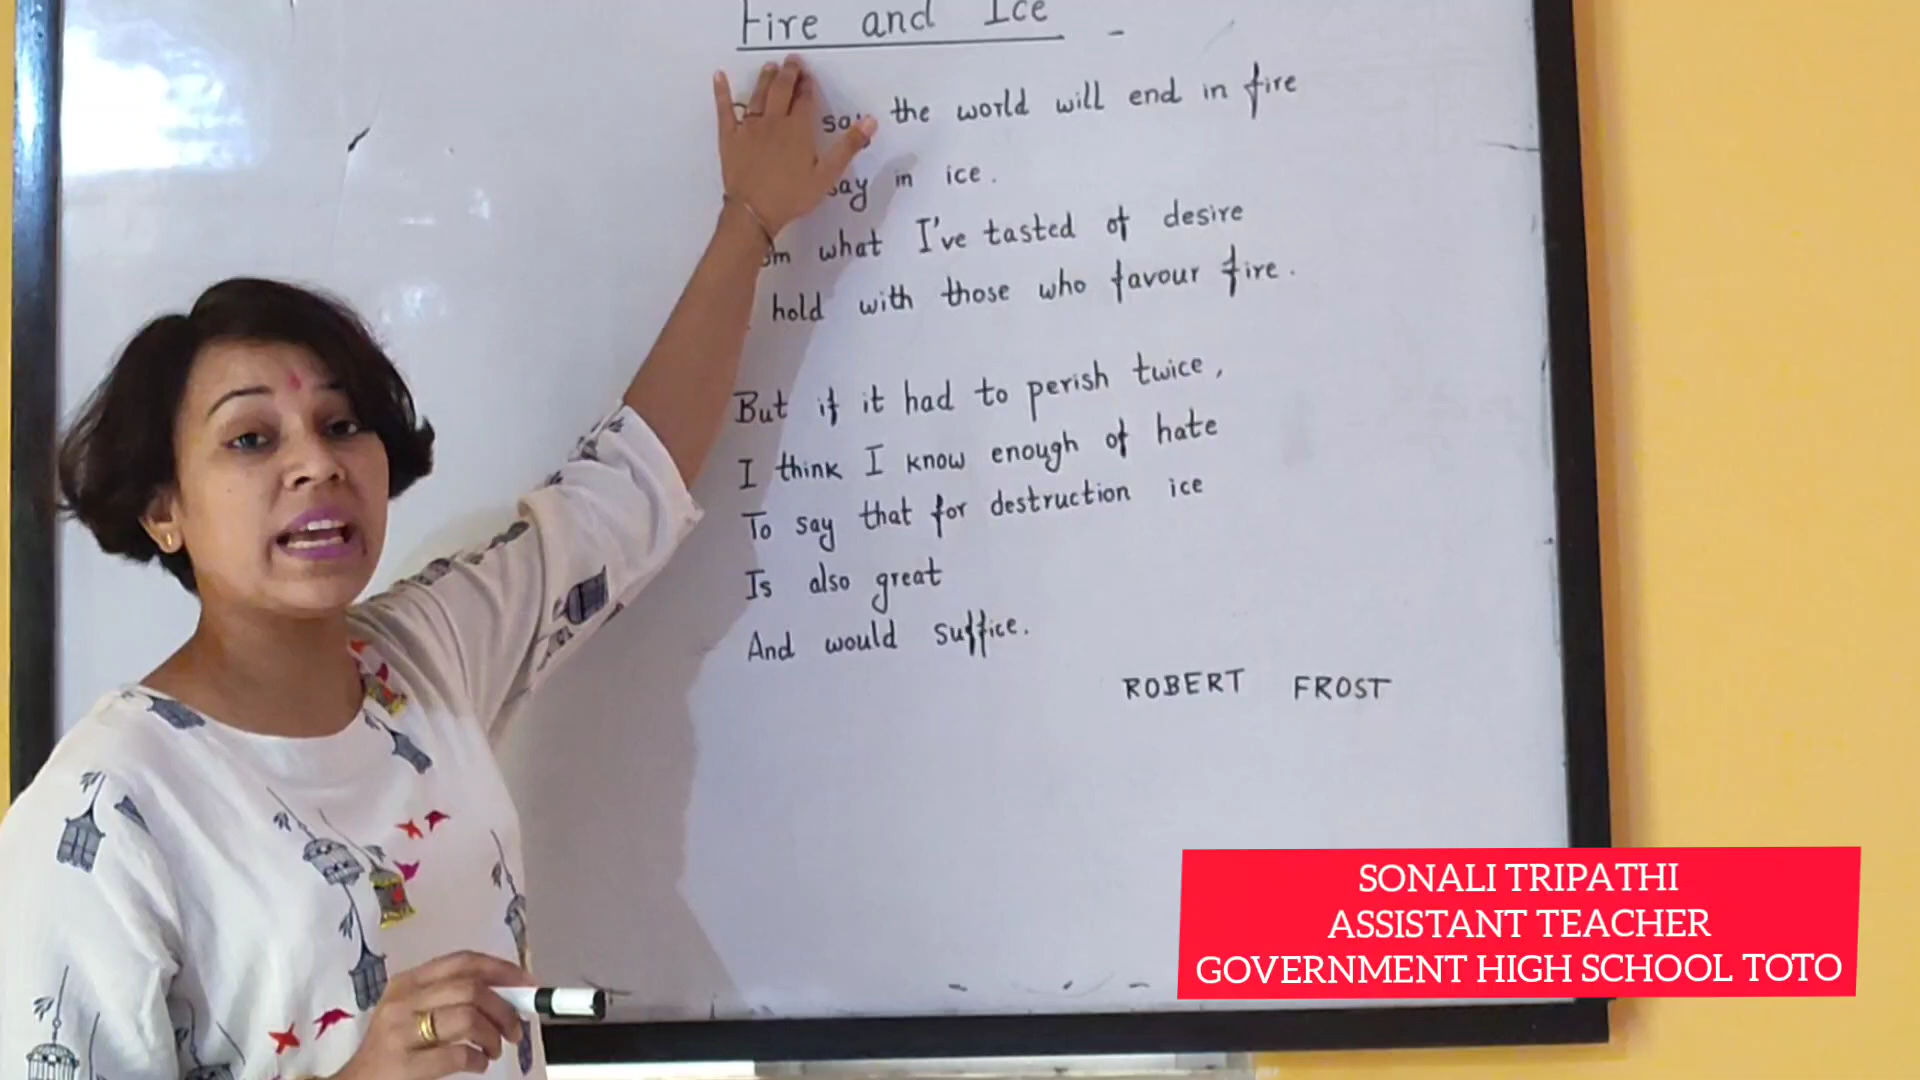 Fire and Ice -
say the world will end in fire
say in ice.
what I've tasted of desire
hold with those who favour fire.
But if it had to perish twice,
I think I know enough of hate
To say that for destruction ice
Is also great
And would suffice.
ROBERT FROST
SONALI TRIPATHI
ASSISTANT TEACHER
GOVERNMENT HIGH SCHOOL TOTO